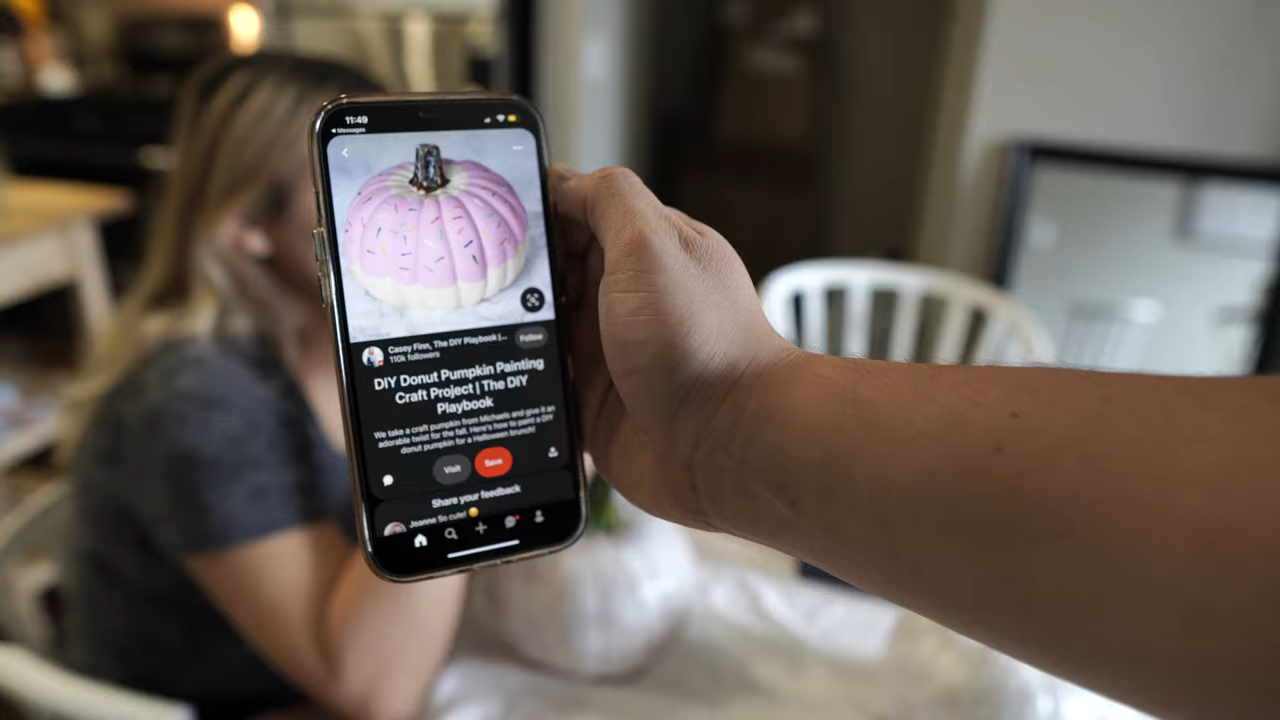 11:49
◀ Messages
Casey Finn, The DIY Playbook |...
110k followers
Follow
DIY Donut Pumpkin Painting
Craft Project | The DIY
Playbook
We take a craft pumpkin from Michaels and give it an
adorable twist for the fall. Here's how to paint a DIY
donut pumpkin for a Halloween brunch!
Visit
Save
Share your feedback
Jeanne So cute! 😊